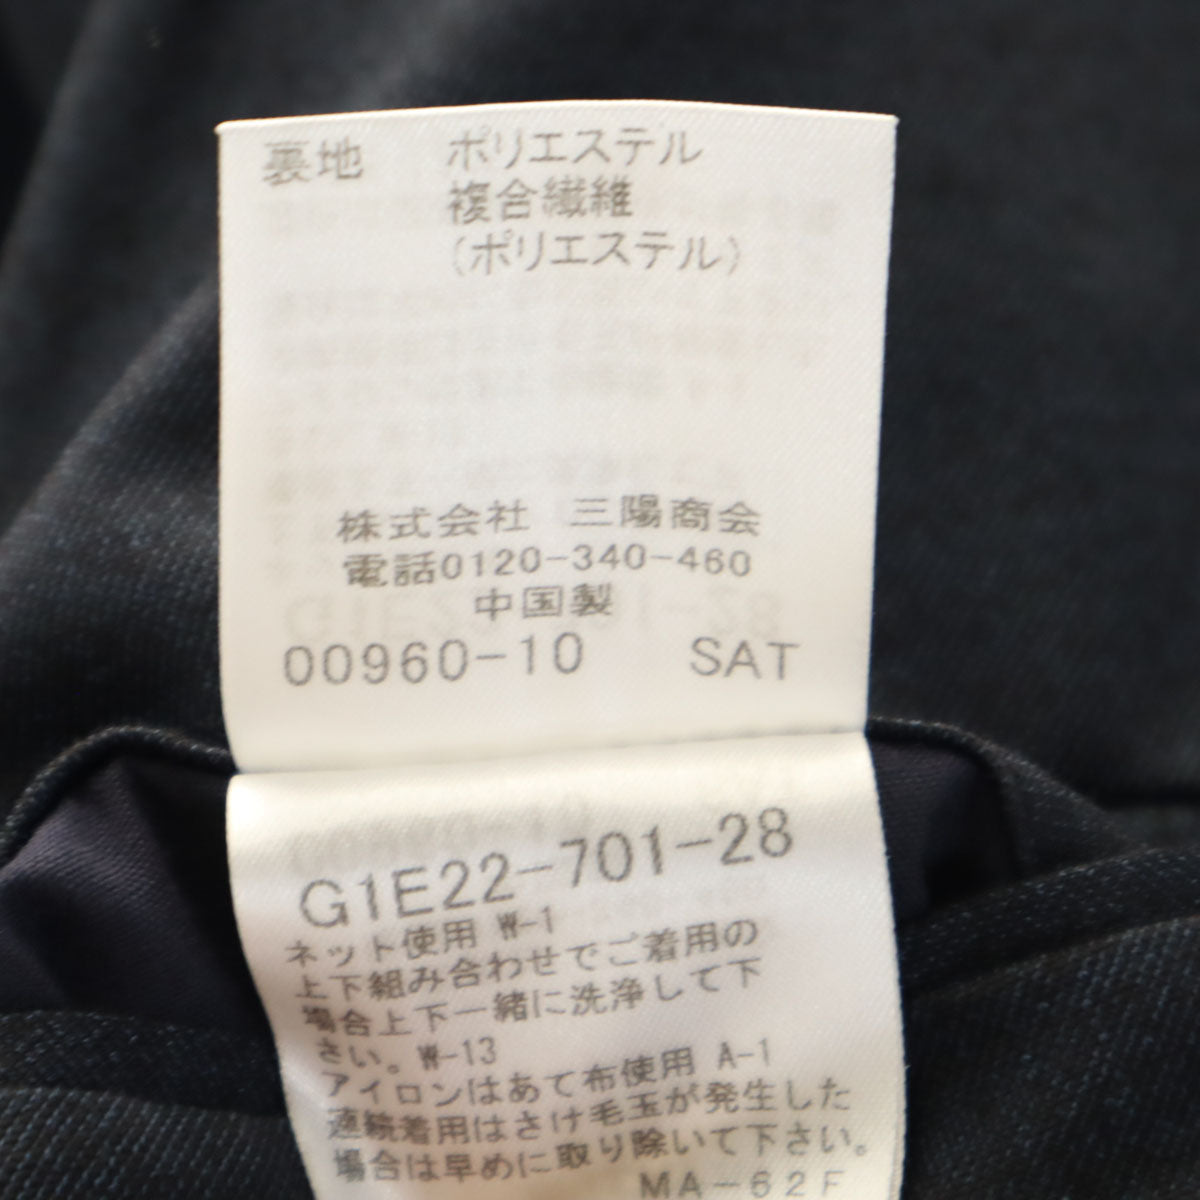 裏地 ポリエステル
複合繊維
(ポリエステル)
株式会社 三陽商会
電話0120-340-460
中国製
00960-10 SAT
G1E22-701-28
ネット使用 W-1
上下組み合わせでご着用の
場合上下一緒に洗浄して下
さい。W-13
アイロンはあて布使用 A-1
連続着用はさけ毛玉が発生した
場合は早めに取り除いて下さい。
MA-62F